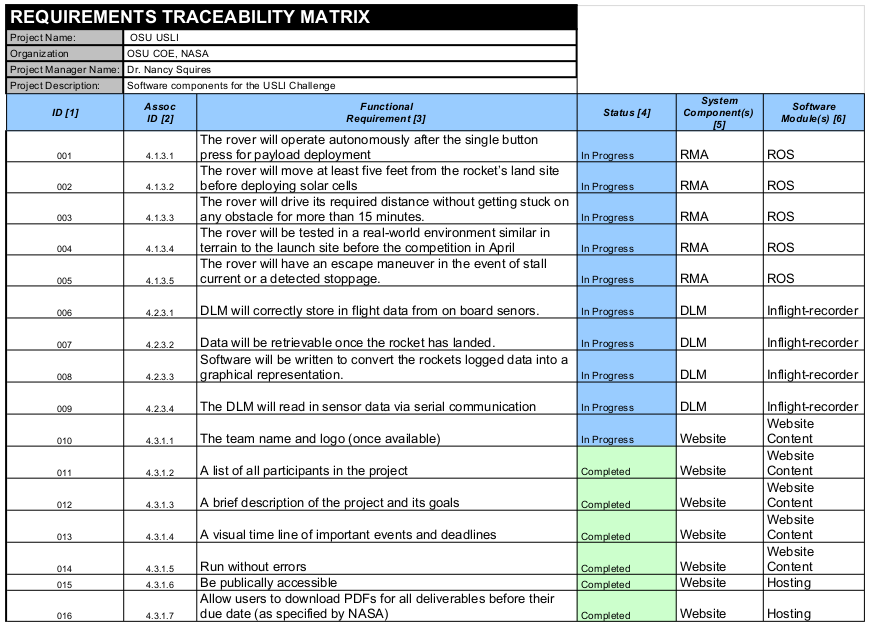 REQUIREMENTS TRACEABILITY MATRIX
Project Name: OSU USLI
Organization OSU COE, NASA
Project Manager Name: Dr. Nancy Squires
Project Description: Software components for the USLI Challenge
ID [1] Assoc ID [2] Functional Requirement [3] Status [4] System Component(s) [5] Software Module(s) [6]
The rover will operate autonomously after the single button
001 4.1.3.1 press for payload deployment In Progress RMA ROS
The rover will move at least five feet from the rocket's land site
002 4.1.3.2 before deploying solar cells In Progress RMA ROS
The rover will drive its required distance without getting stuck on
003 4.1.3.3 any obstacle for more than 15 minutes. In Progress RMA ROS
The rover will be tested in a real-world environment similar in
004 4.1.3.4 terrain to the launch site before the competition in April In Progress RMA ROS
The rover will have an escape maneuver in the event of stall
005 4.1.3.5 current or a detected stoppage. In Progress RMA ROS
006 4.2.3.1 DLM will correctly store in flight data from on board senors. In Progress DLM Inflight-recorder
007 4.2.3.2 Data will be retrievable once the rocket has landed. In Progress DLM Inflight-recorder
Software will be written to convert the rockets logged data into a
008 4.2.3.3 graphical representation. In Progress DLM Inflight-recorder
009 4.2.3.4 The DLM will read in sensor data via serial communication In Progress DLM Inflight-recorder
Website
010 4.3.1.1 The team name and logo (once available) In Progress Website Content
Website
011 4.3.1.2 A list of all participants in the project Completed Website Content
Website
012 4.3.1.3 A brief description of the project and its goals Completed Website Content
Website
013 4.3.1.4 A visual time line of important events and deadlines Completed Website Content
Website
014 4.3.1.5 Run without errors Completed Website Content
015 4.3.1.6 Be publically accessible Completed Website Hosting
Allow users to download PDFs for all deliverables before their
016 4.3.1.7 due date (as specified by NASA) Completed Website Hosting